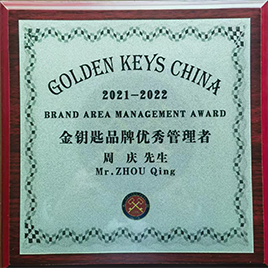 GOLDEN KEYS CHINA
2021-2022
BRAND AREA MANAGEMENT AWARD
金钥匙品牌优秀管理者
周 庆 先生
Mr.ZHOU Qing